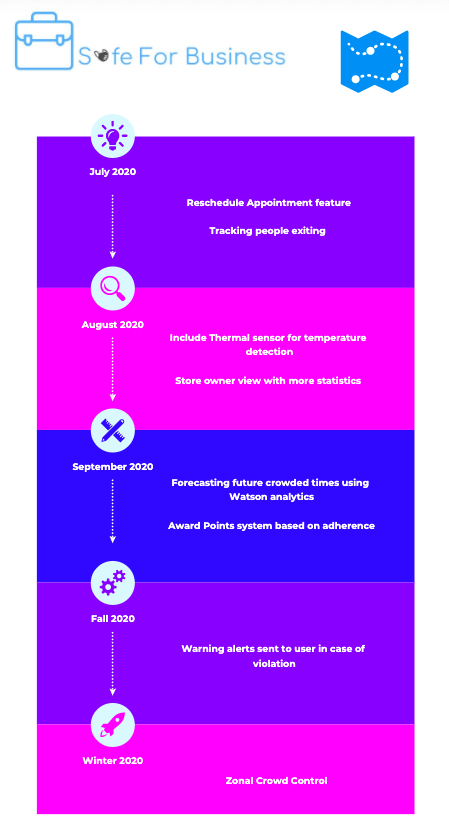 Safe For Business
July 2020
Reschedule Appointment feature
Tracking people exiting
August 2020
Include Thermal sensor for temperature
detection
Store owner view with more statistics
September 2020
Forecasting future crowded times using
Watson analytics
Award Points system based on adherence
Fall 2020
Warning alerts sent to user in case of
violation
Winter 2020
Zonal Crowd Control